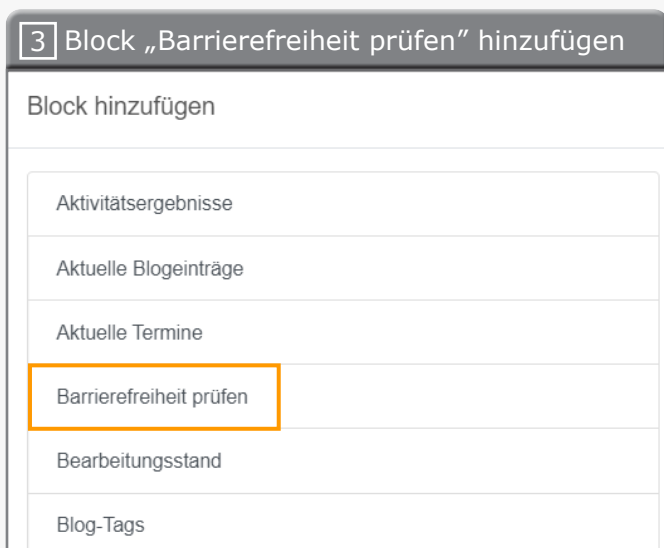 3 Block „Barrierefreiheit prüfen” hinzufügen
Block hinzufügen
Aktivitätsergebnisse
Aktuelle Blogeinträge
Aktuelle Termine
Barrierefreiheit prüfen
Bearbeitungsstand
Blog-Tags